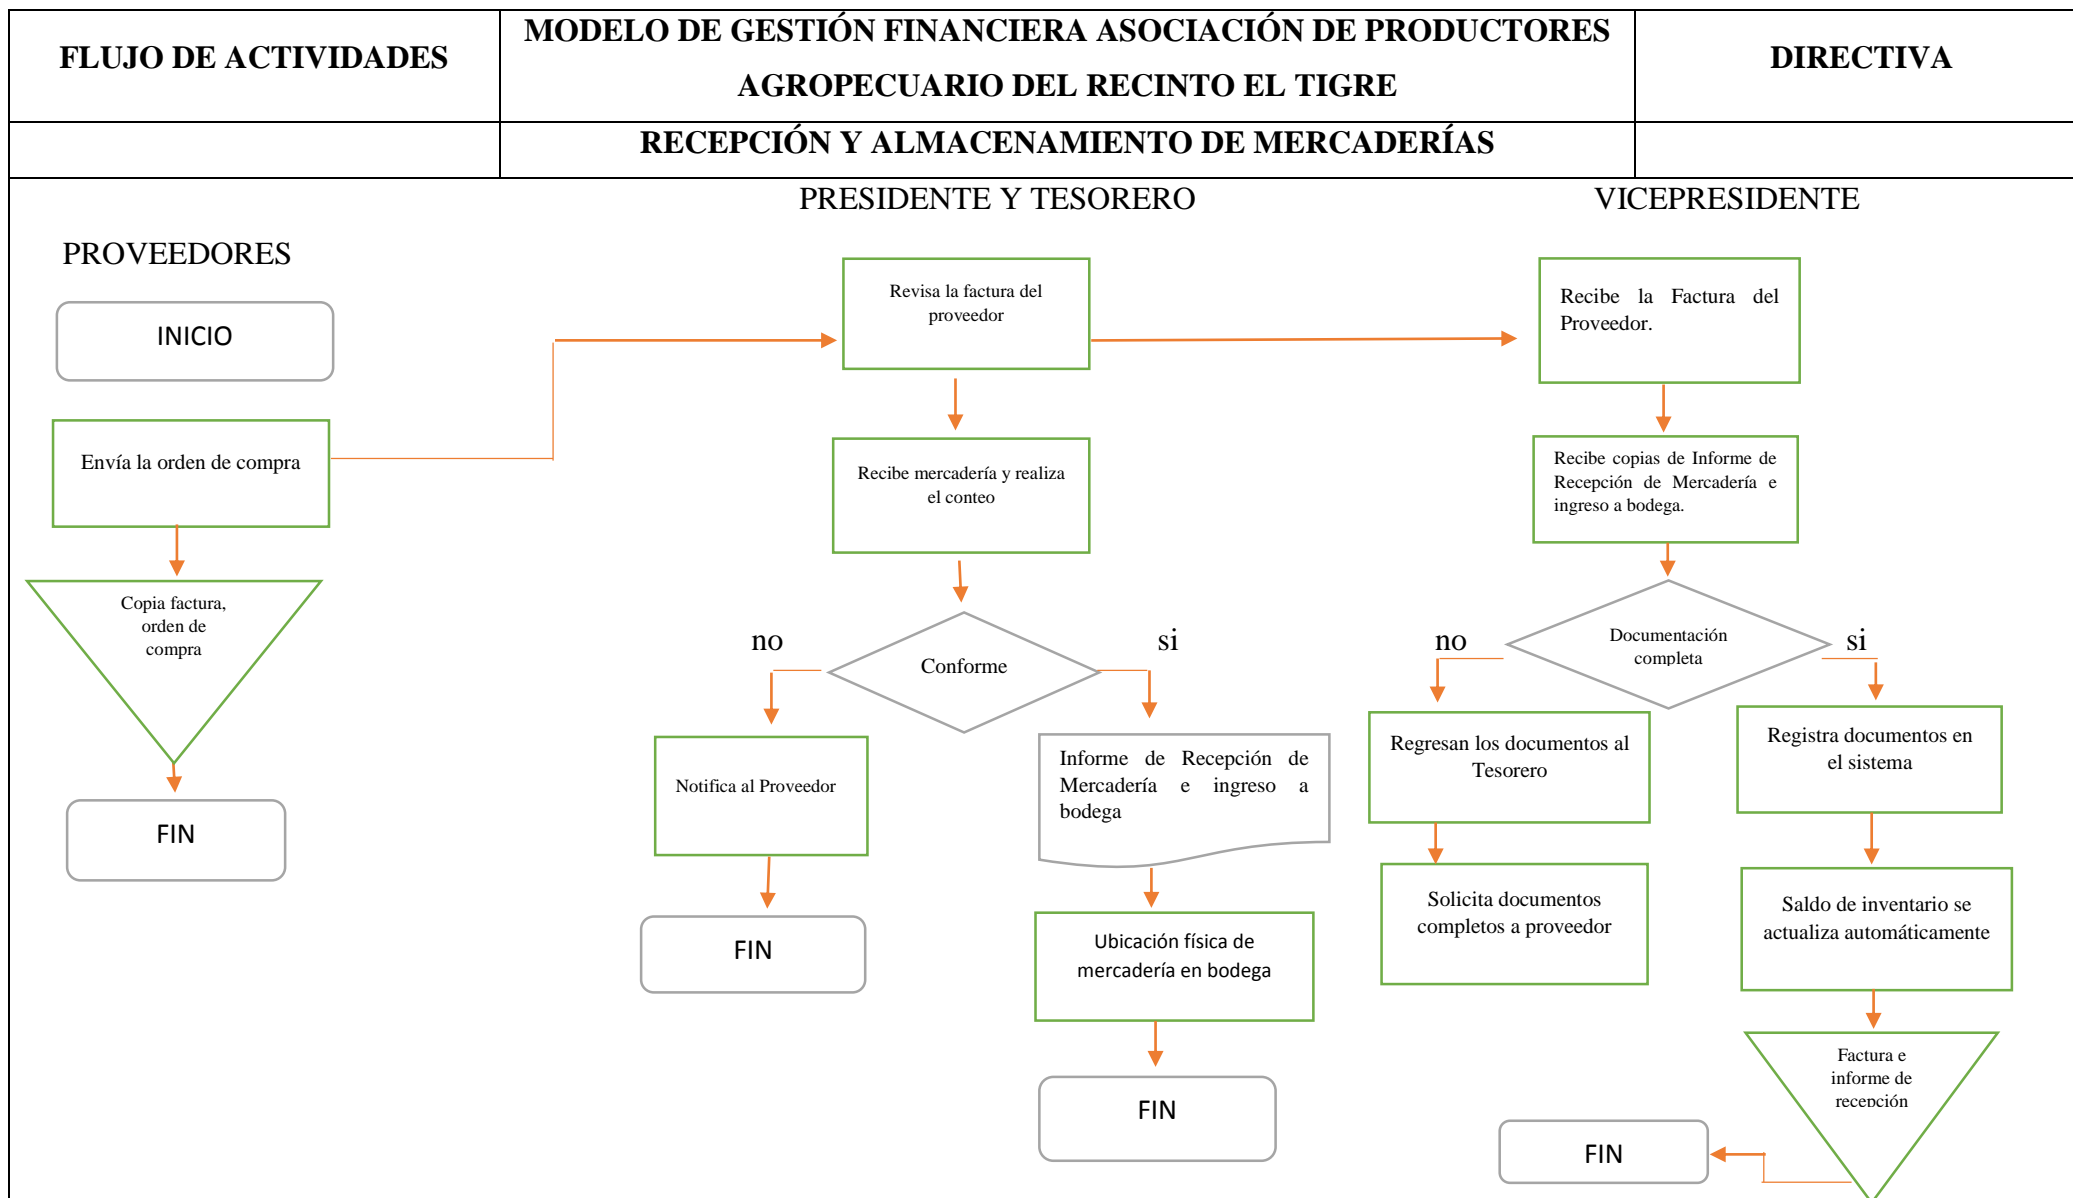 FLUJO DE ACTIVIDADES
MODELO DE GESTIÓN FINANCIERA ASOCIACIÓN DE PRODUCTORES
AGROPECUARIO DEL RECINTO EL TIGRE
DIRECTIVA
RECEPCIÓN Y ALMACENAMIENTO DE MERCADERÍAS
PROVEEDORES
INICIO
Envía la orden de compra
Copia factura,
orden de
compra
FIN
PRESIDENTE Y TESORERO
Revisa la factura del
proveedor
Recibe mercadería y realiza
el conteo
Conforme
no
si
Notifica al Proveedor
FIN
Informe de Recepción de
Mercadería e ingreso a
bodega
Ubicación física de
mercadería en bodega
FIN
VICEPRESIDENTE
Recibe la Factura del
Proveedor.
Recibe copias de Informe de
Recepción de Mercadería e
ingreso a bodega.
Documentación
completa
no
si
Regresan los documentos al
Tesorero
Solicita documentos
completos a proveedor
Registra documentos en
el sistema
Saldo de inventario se
actualiza automáticamente
Factura e
informe de
recepción
FIN